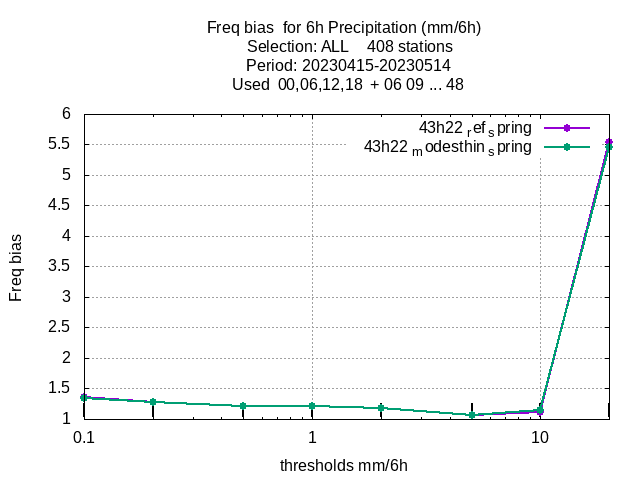 Freq bias  for 6h Precipitation (mm/6h)
Selection: ALL    408 stations
Period: 20230415-20230514
Used  00,06,12,18  + 06 09 ... 48
43h22 ref spring
43h22 modesthin spring
6
5.5
5
4.5
4
3.5
3
2.5
2
1.5
1
Freq bias
0.1 1 10
thresholds mm/6h